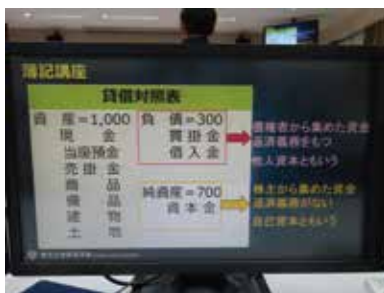 簿記講座
貸借対照表
資 産=1,000
現 金
当座預金
売掛金
商 品
備 品
建 物
土 地
負 債=300
買掛金
借入金
純資産=700
資本金
債権者から集めた資金
返済義務をもつ
他人資本ともいう
株主から集めた資金
返済義務がない
自己資本ともいう